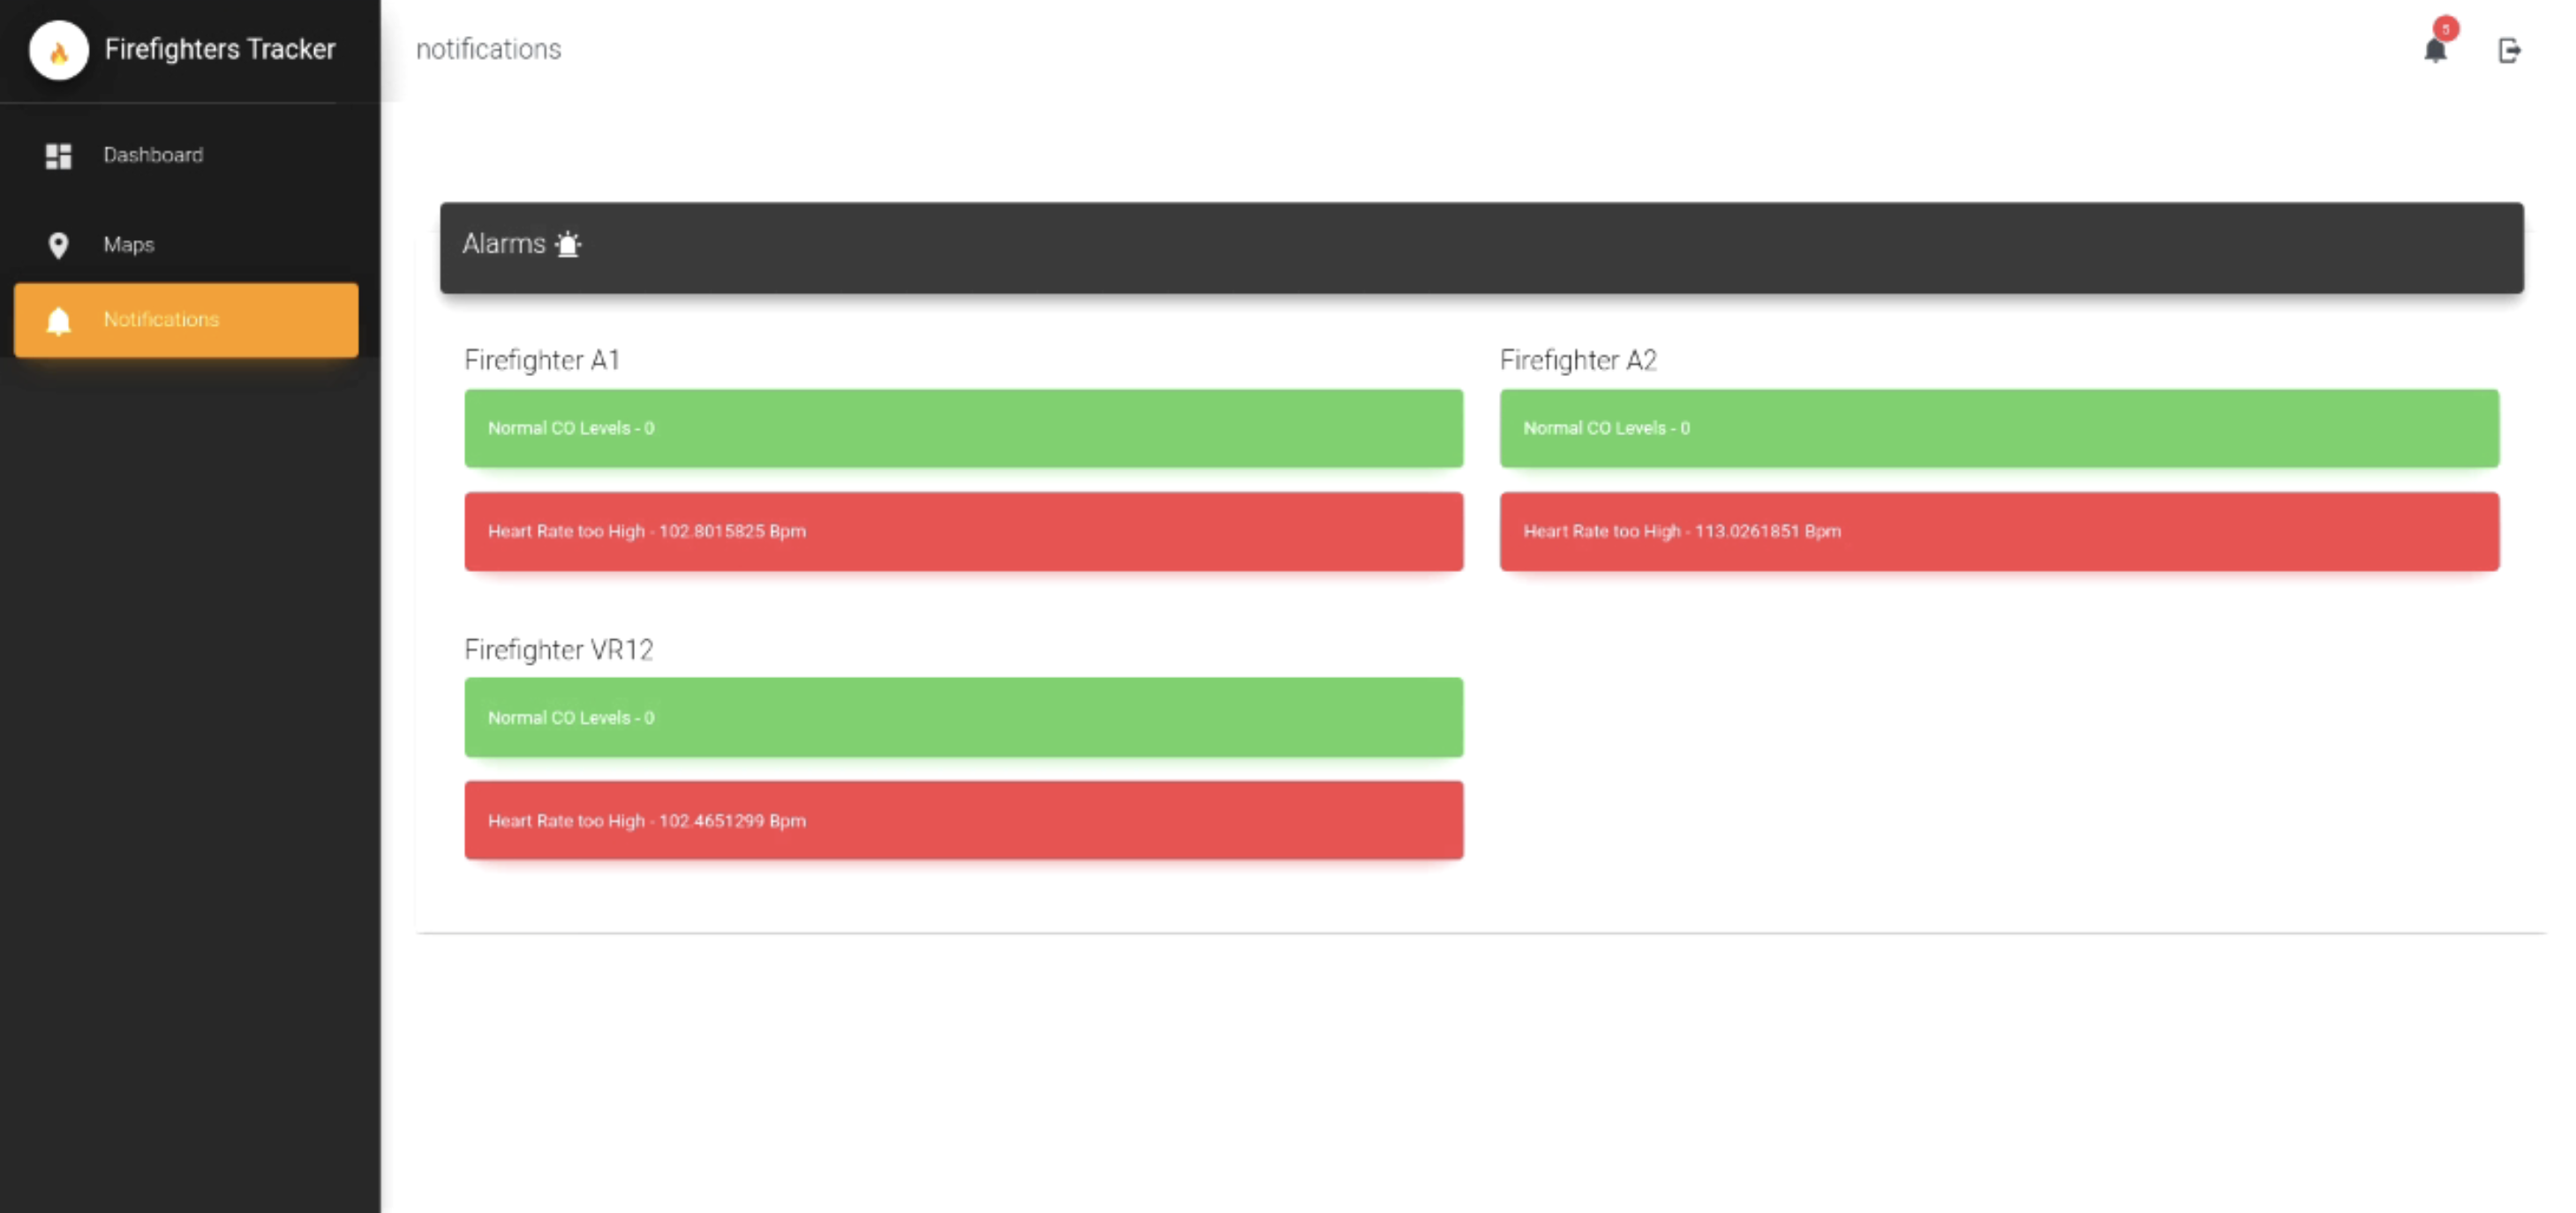 Firefighters Tracker
notifications
5
Dashboard
Maps
Notifications
Alarms
Firefighter A1
Normal CO Levels - 0
Heart Rate too High - 102.8015825 Bpm
Firefighter A2
Normal CO Levels - 0
Heart Rate too High - 113.0261851 Bpm
Firefighter VR12
Normal CO Levels - 0
Heart Rate too High - 102.4651299 Bpm